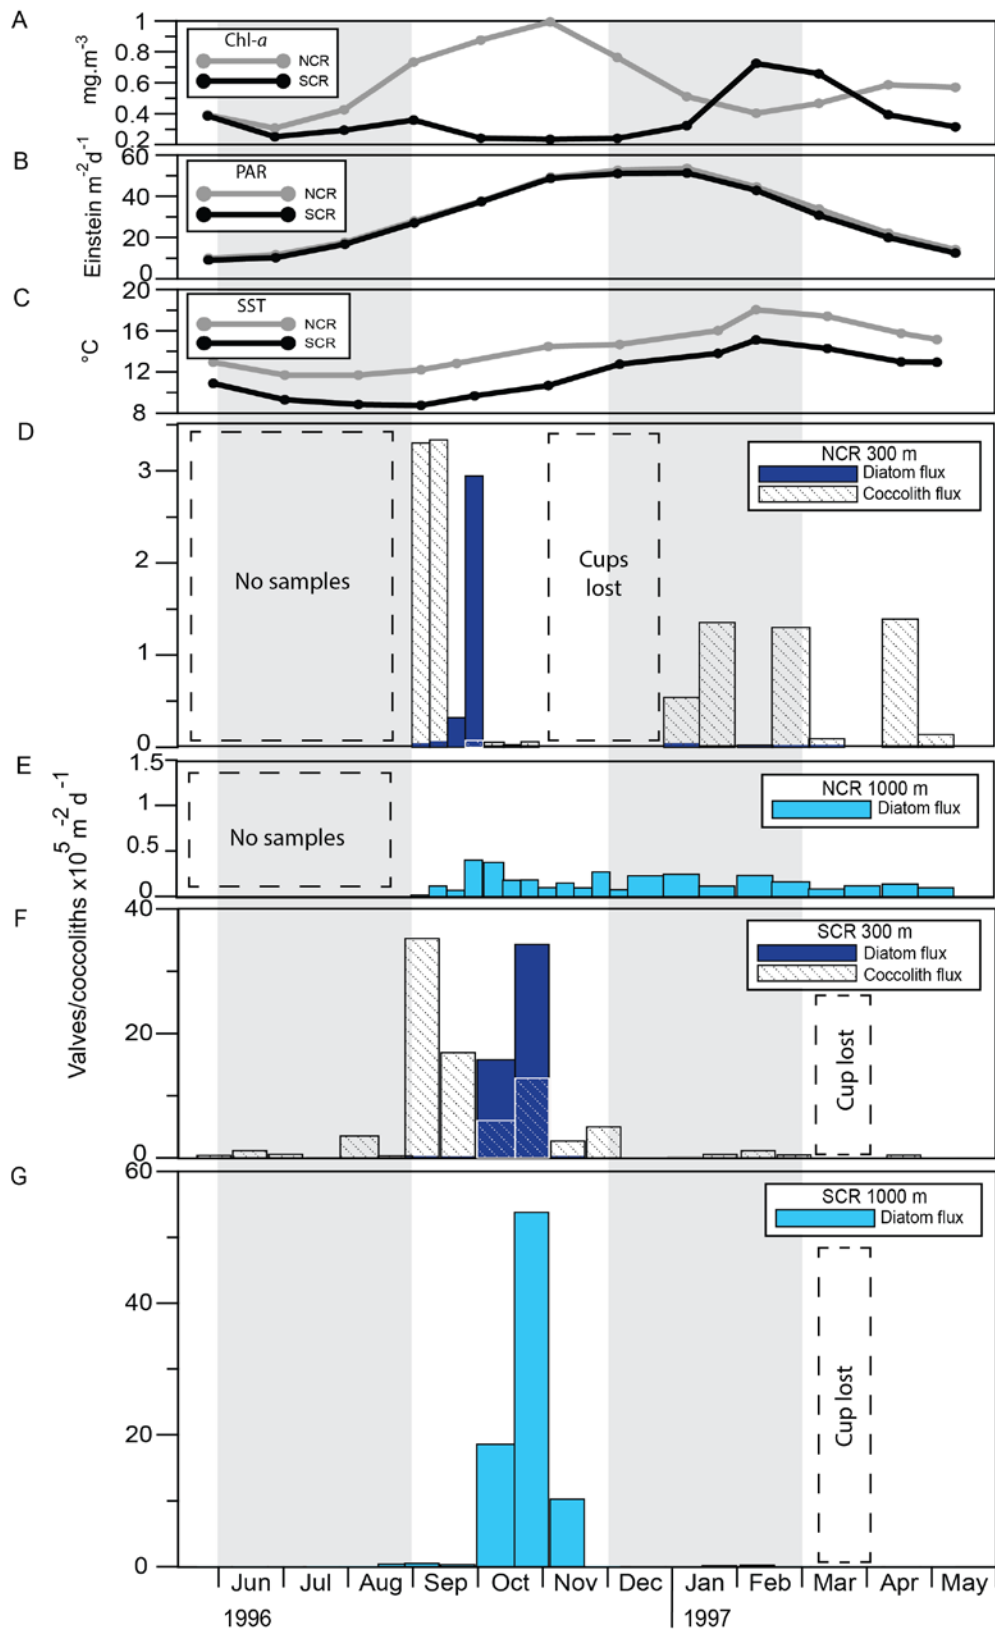 A
mg.m-3
1
0.8
0.6
0.4
0.2
Chl-a
NCR
SCR
B
Einstein m-2d-1
60
40
20
0
PAR
NCR
SCR
C
°C
20
16
12
8
SST
NCR
SCR
D
Valves/coccoliths x10^5 m^-2 d^-1
3
2
1
0
No samples
Cups
lost
NCR 300 m
Diatom flux
Coccolith flux
E
1.5
1
0.5
0
No samples
NCR 1000 m
Diatom flux
F
40
20
0
SCR 300 m
Diatom flux
Coccolith flux
Cup lost
G
60
40
20
0
SCR 1000 m
Diatom flux
Cup lost
Jun Jul Aug Sep Oct Nov Dec Jan Feb Mar Apr May
1996 1997